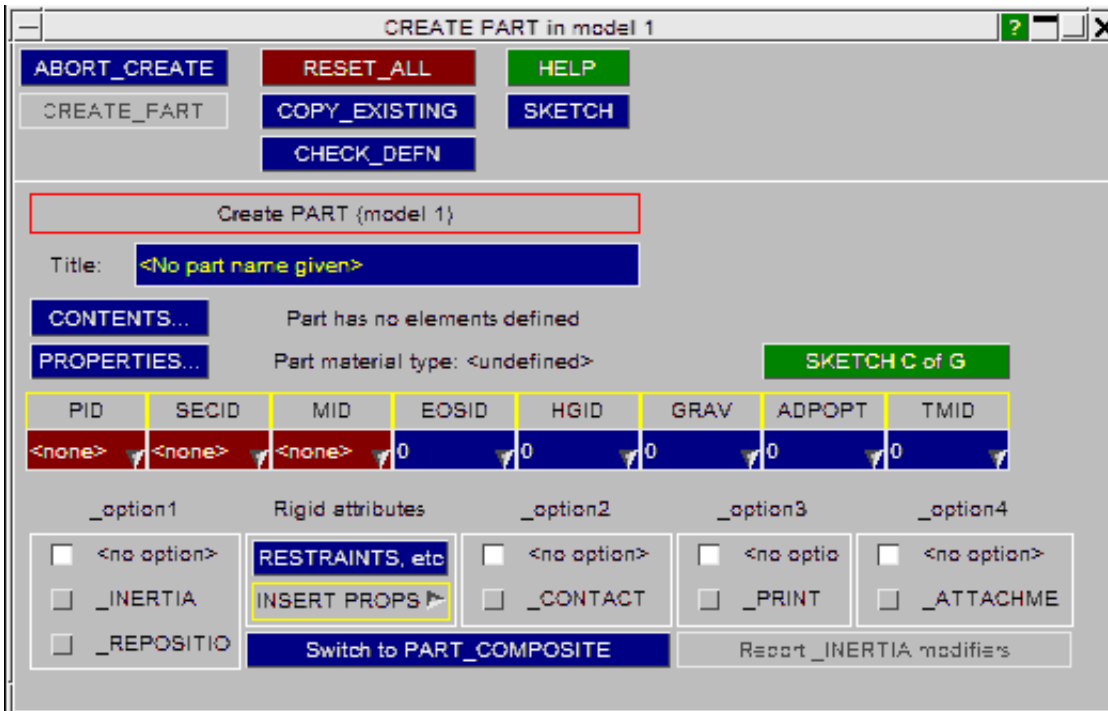 CREATE PART in model 1 ?
ABORT_CREATE RESET_ALL HELP
CREATE_PART COPY_EXISTING SKETCH
CHECK_DEFN
Create PART (model 1)
Title: <No part name given>
CONTENTS... Part has no elements defined
PROPERTIES... Part material type: <undefined> SKETCH C of G
PID SECID MID EOSID HGID GRAV ADPOPT TMID
<none> <none> <none> 0 0 0 0 0
_option1 Rigid attributes _option2 _option3 _option4
<no option> RESTRAINTS, etc <no option> <no optio <no option>
_INERTIA INSERT PROPS _CONTACT _PRINT _ATTACHME
_REPOSITIO Switch to PART_COMPOSITE Report _INERTIA modifiers